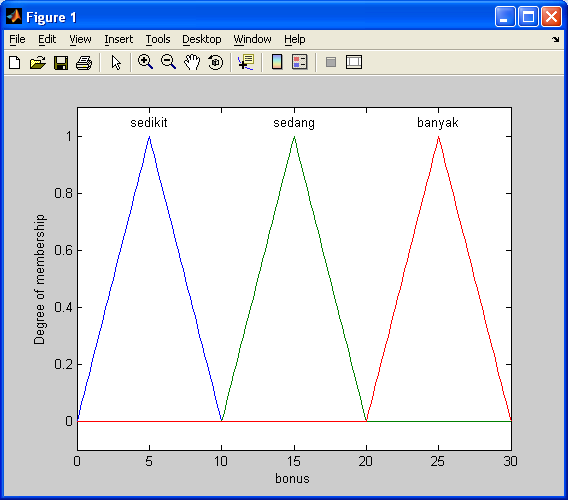 Figure 1
File Edit View Insert Tools Desktop Window Help
sedikit sedang banyak
1
0.8
0.6
0.4
0.2
0
Degree of membership
0 5 10 15 20 25 30
bonus